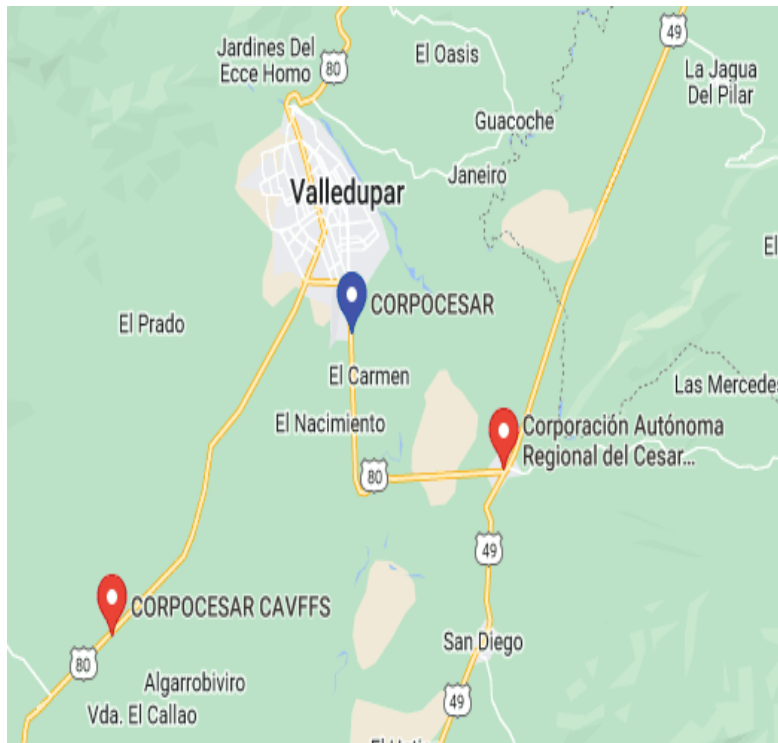 49
Jardines Del
Ecce Homo
80
El Oasis
La Jagua
Del Pilar
Guacoche
Janeiro
Valledupar
El
CORPOCESAR
El Prado
El Carmen
Las Mercedes
El Nacimiento
Corporación Autónoma
Regional del Cesar...
80
49
CORPOCESAR CAVFFS
San Diego
80
Algarrobiviro
49
Vda. El Callao